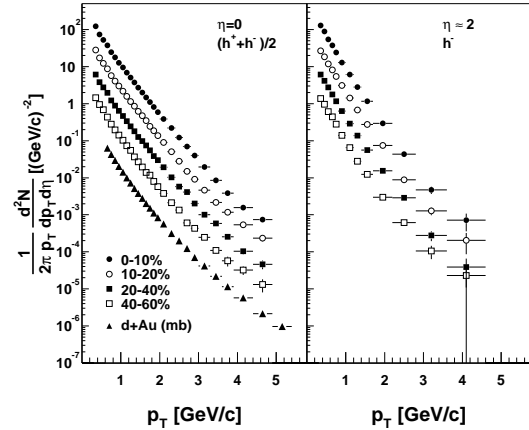 η=0
(h⁺+h⁻)/2
η ≃ 2
h⁻
1/(2π p_T) d²N/(dp_T dη) [(GeV/c)⁻²]
10²
10
1
10⁻¹
10⁻²
10⁻³
10⁻⁴
10⁻⁵
10⁻⁶
10⁻⁷
0-10%
10-20%
20-40%
40-60%
d+Au (mb)
1 2 3 4 5
1 2 3 4 5
p_T [GeV/c]
p_T [GeV/c]